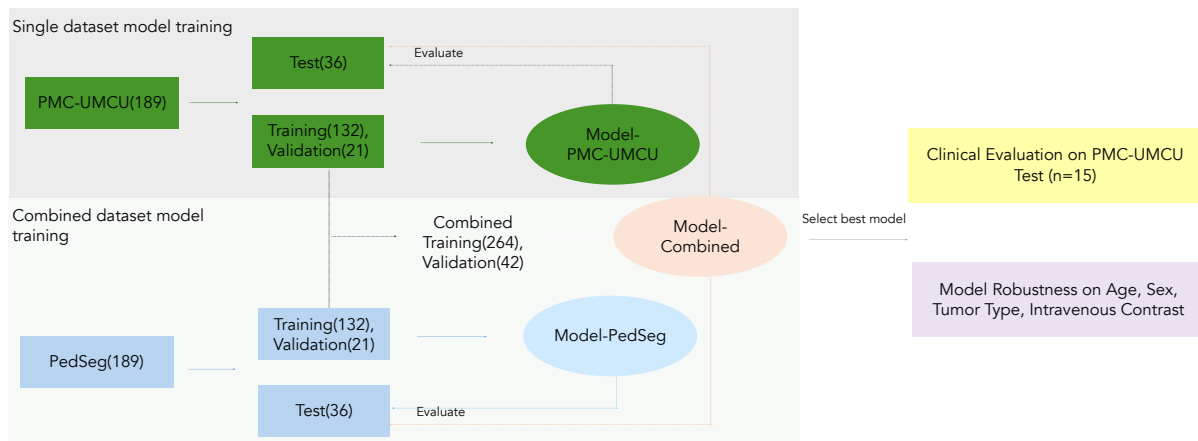 Single dataset model training
Test(36)
Evaluate
PMC-UMCU(189)
Training(132),
Validation(21)
Model-
PMC-UMCU
Clinical Evaluation on PMC-UMCU
Test (n=15)
Combined dataset model
training
Combined
Training(264),
Validation(42)
Model-
Combined
Select best model
Model Robustness on Age, Sex,
Tumor Type, Intravenous Contrast
Training(132),
Validation(21)
Model-PedSeg
PedSeg(189)
Test(36)
Evaluate